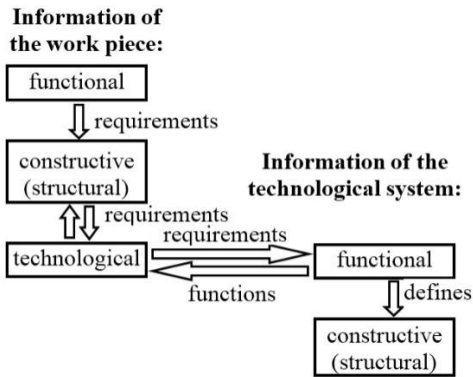 Information of
the work piece:
functional
requirements
constructive
(structural)
requirements
technological
requirements
functions
Information of the
technological system:
functional
defines
constructive
(structural)